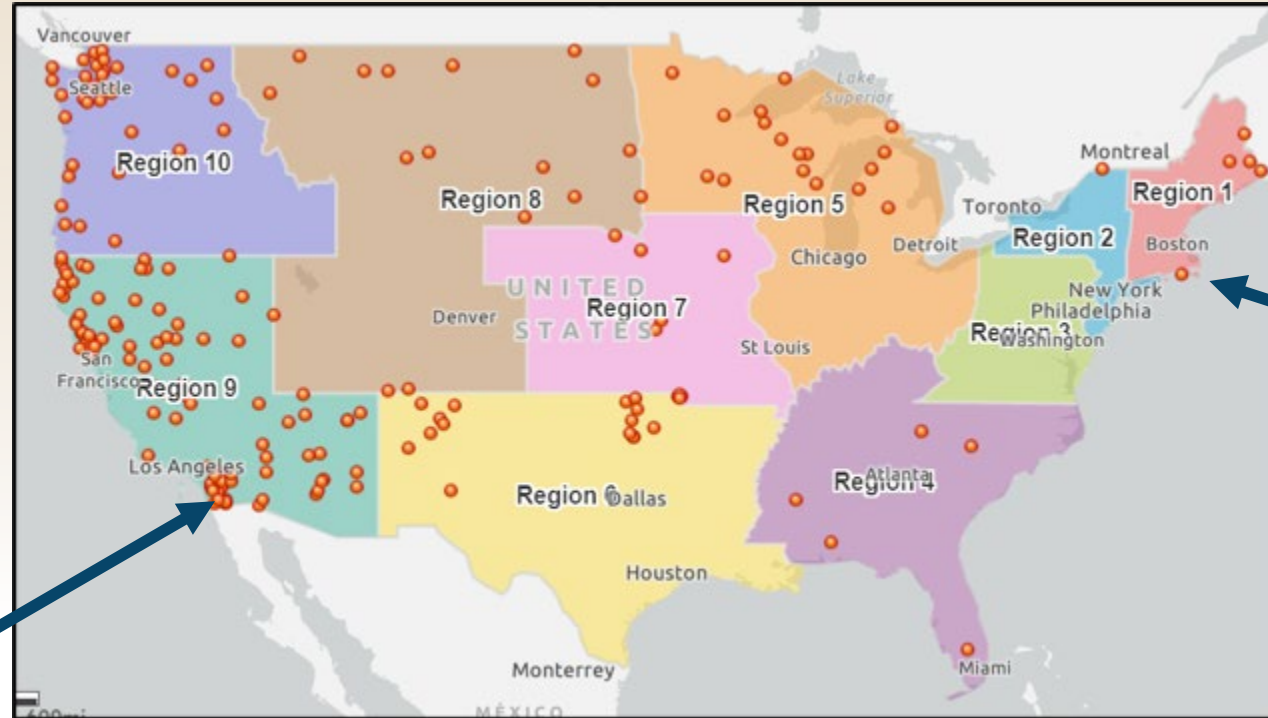 Vancouver
Seattle
Lake
Superior
Region 10
Montreal
Region 8
Region 5
Region 1
Toronto
Region 2
Boston
Detroit
Chicago
UNITED
STATES
Region 7
New York
Philadelphia
Denver
Region 3
Washington
St Louis
San
Francisco
Region 9
Los Angeles
Atlanta
Region 4
Region 6
Dallas
Houston
Monterrey
Miami
MÉXICO
600mi